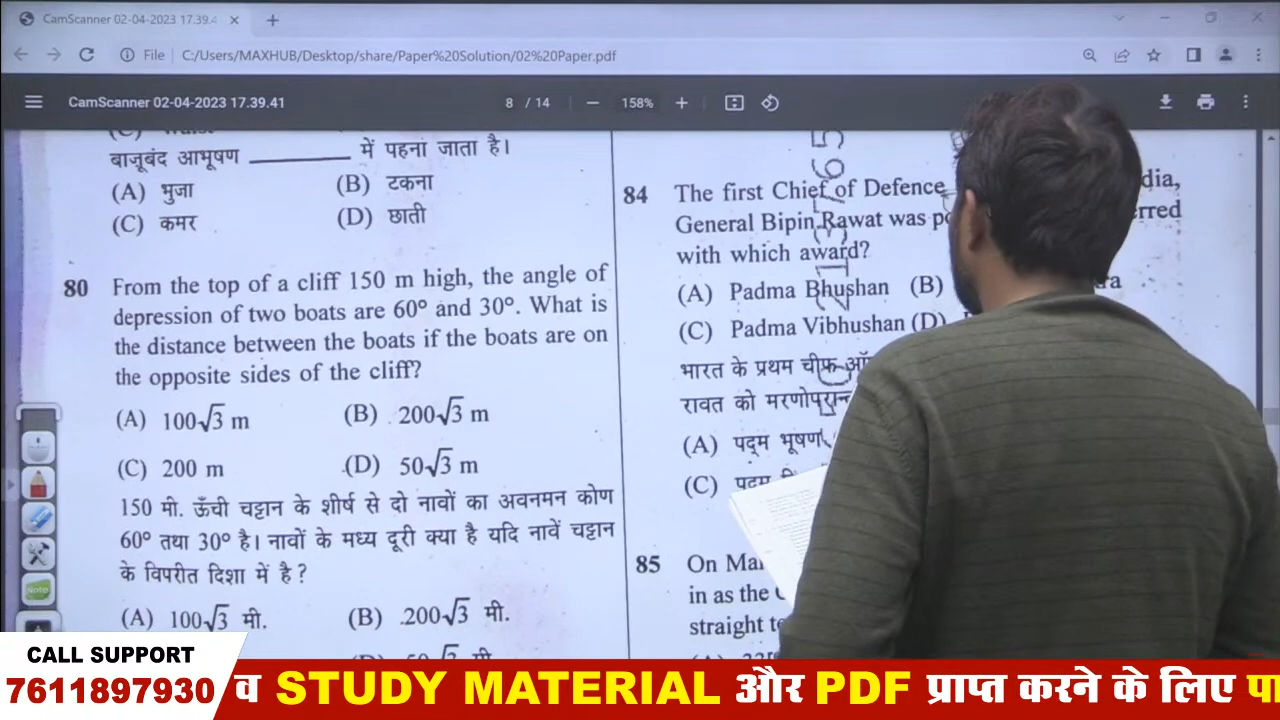 CamScanner 02-04-2023 17.39.4
File C:/Users/MAXHUB/Desktop/share/Paper%20Solution/02%20Paper.pdf
CamScanner 02-04-2023 17.39.41
8 / 14
158%
बाजूबंद आभूषण __________ में पहना जाता है।
(A) भुजा (B) टकना
(C) कमर (D) छाती
80 From the top of a cliff 150 m high, the angle of
depression of two boats are 60° and 30°. What is
the distance between the boats if the boats are on
the opposite sides of the cliff?
(A) 100√3 m (B) 200√3 m
(C) 200 m (D) 50√3 m
150 मी. ऊँची चट्टान के शीर्ष से दो नावों का अवनमन कोण
60° तथा 30° है। नावों के मध्य दूरी क्या है यदि नावें चट्टान
के विपरीत दिशा में है ?
(A) 100√3 मी. (B) 200√3 मी.
84 The first Chief of Defence
General Bipin Rawat was
with which award?
(A) Padma Bhushan (B)
(C) Padma Vibhushan (D)
भारत के प्रथम चीफ
रावत को
(A) पद्म भूषण
(C) पद्म
85 On
in as the
straight
Note
CALL SUPPORT
7611897930
व STUDY MATERIAL और PDF प्राप्त करने के लिए